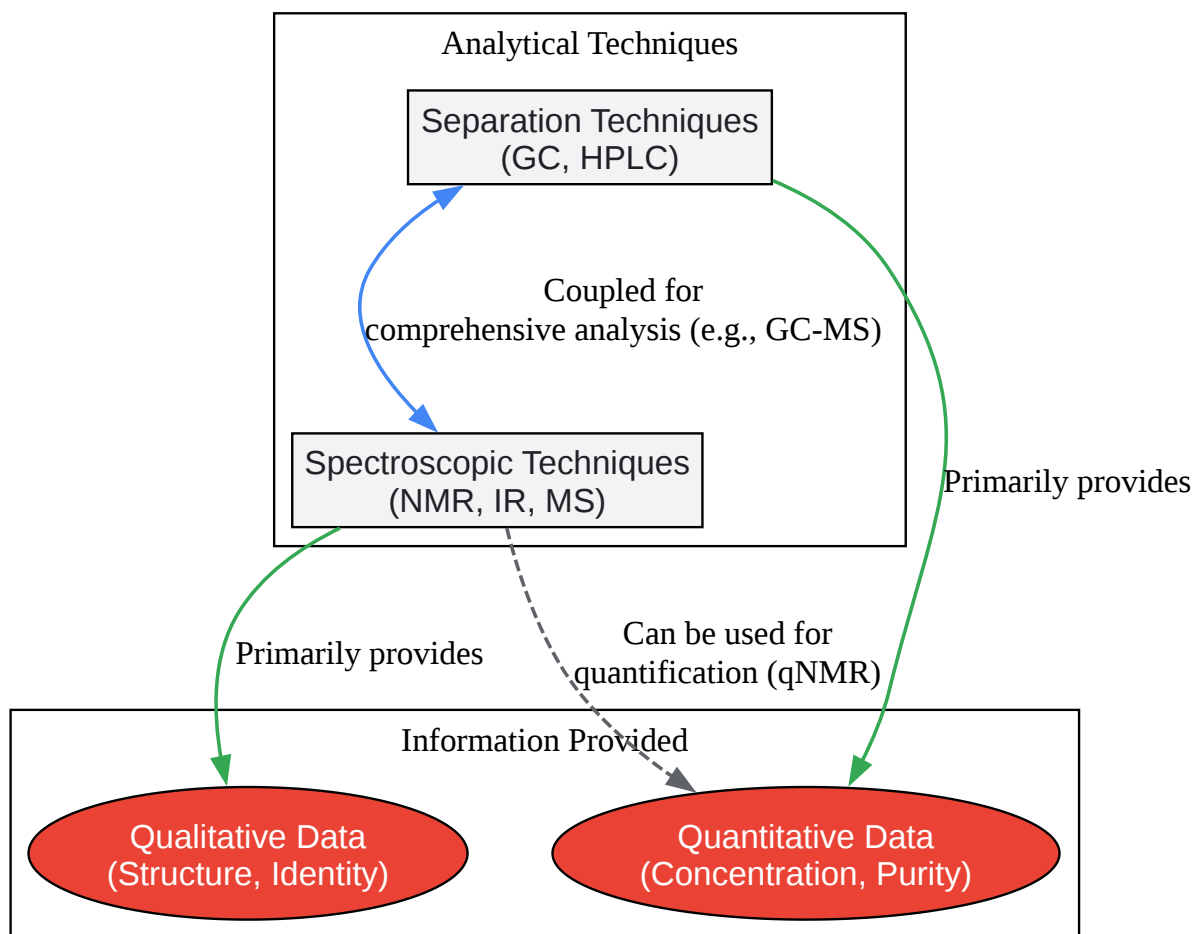 Analytical Techniques
Separation Techniques
(GC, HPLC)
Coupled for
comprehensive analysis (e.g., GC-MS)
Spectroscopic Techniques
(NMR, IR, MS)
Primarily provides
Can be used for
quantification (qNMR)
Primarily provides
Information Provided
Qualitative Data
(Structure, Identity)
Quantitative Data
(Concentration, Purity)